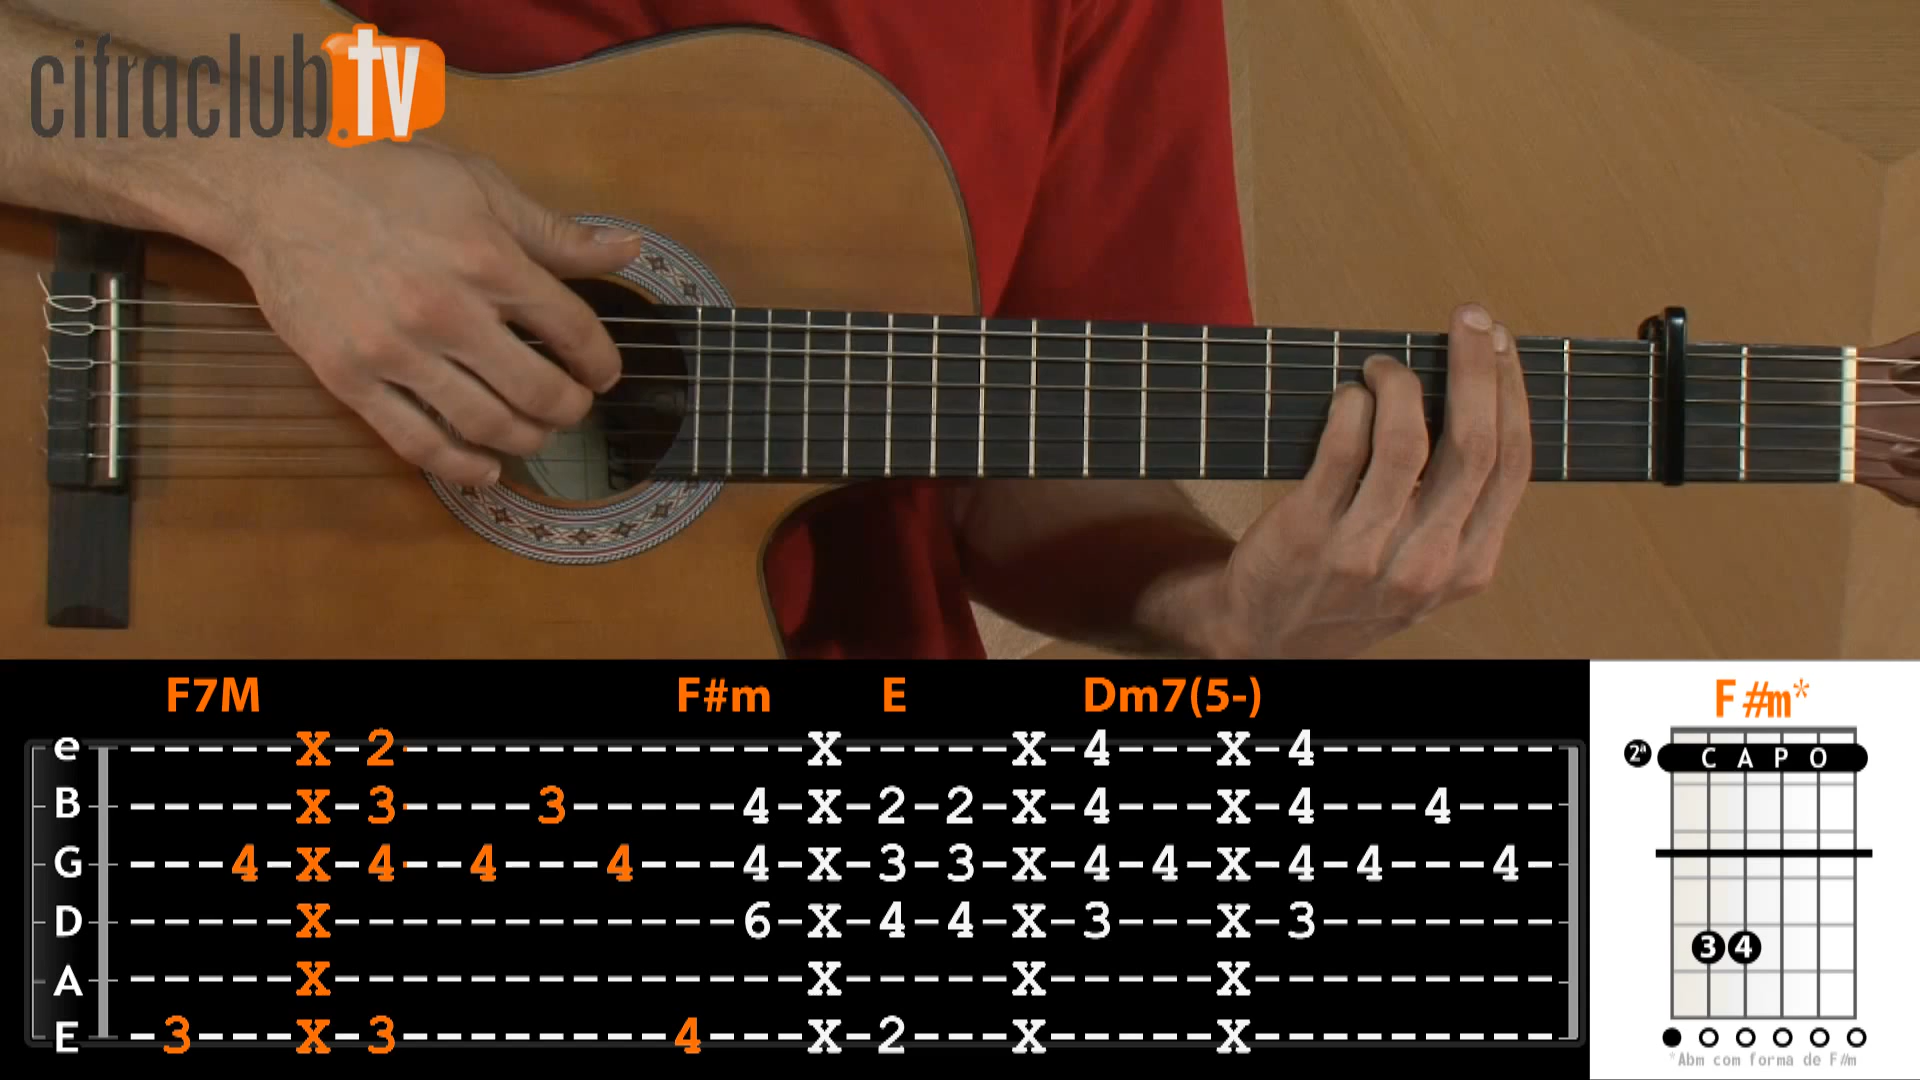 cifraclub.tv
F7M F#m E Dm7(5-)
e-----X-2------------X-----X-4---X-4-------
B-----X-3----3-----4-X-2-2-X-4---X-4---4---
G---4-X-4--4---4---4-X-3-3-X-4-4-X-4-4---4-
D-----X------------6-X-4-4-X-3---X-3-------
A-----X--------------X-----X-----X---------
E-3---X-3--------4---X-2---X-----X---------
F#m*
2ª CAPO
3 4
*Abm com forma de F#m